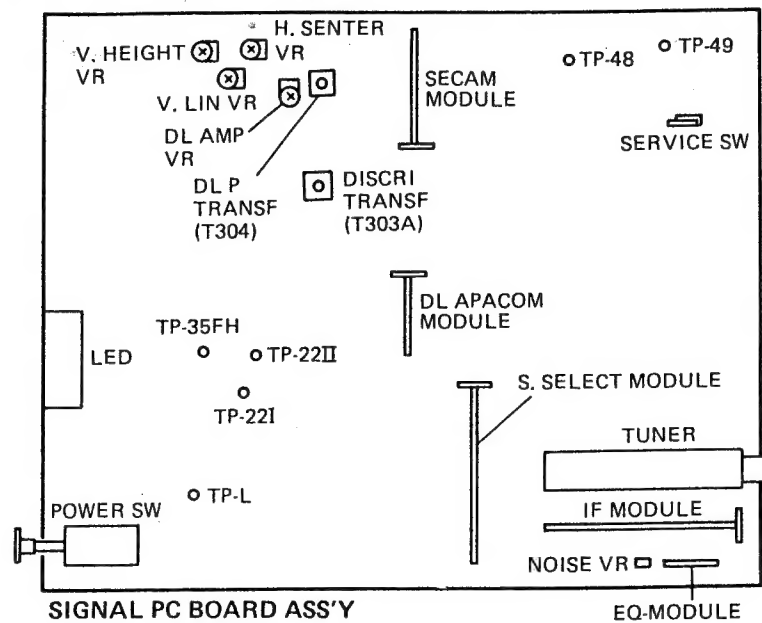 H. SENTER
VR
V. HEIGHT
VR
TP-48
TP-49
SECAM
MODULE
V. LIN VR
DL AMP
VR
SERVICE SW
DL P
TRANSF
(T304)
DISCRI
TRANSF
(T303A)
DL APACOM
MODULE
TP-35FH
LED
TP-22II
TP-22I
S. SELECT MODULE
TUNER
TP-L
POWER SW
IF MODULE
NOISE VR
SIGNAL PC BOARD ASS'Y
EQ-MODULE